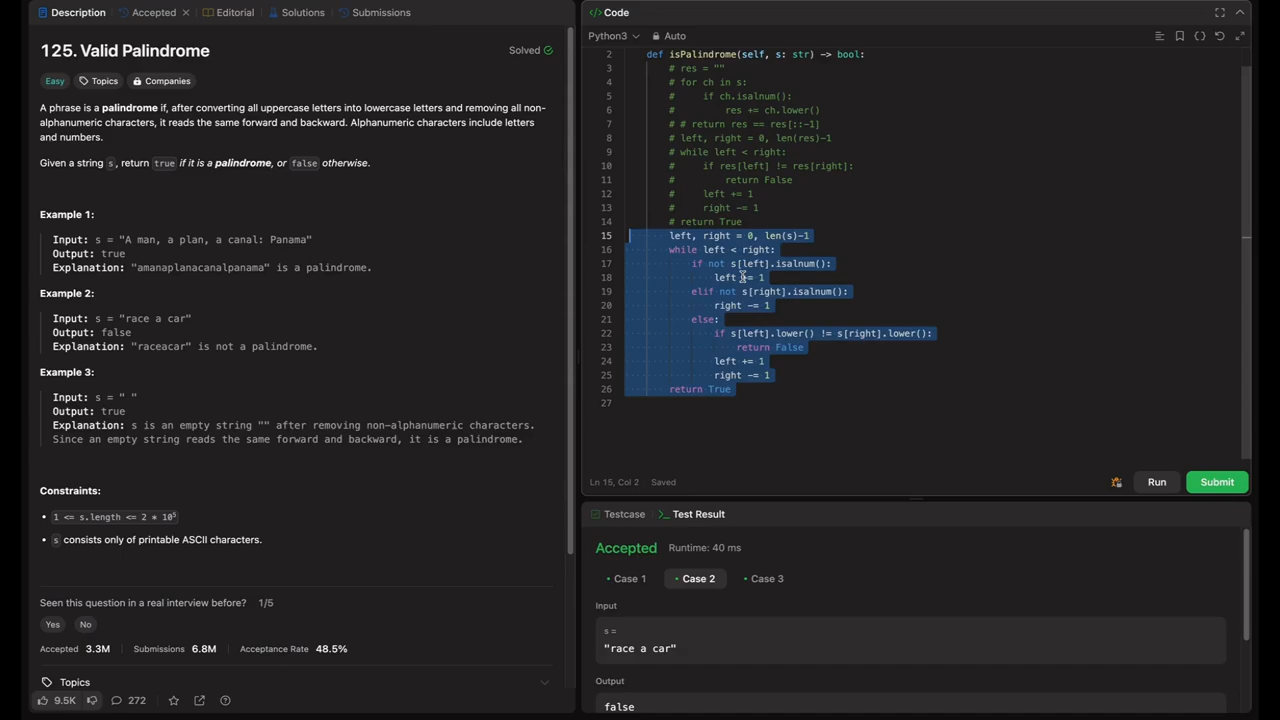 Description
Accepted
Editorial
Solutions
Submissions
125. Valid Palindrome
Solved
Easy
Topics
Companies
A phrase is a palindrome if, after converting all uppercase letters into lowercase letters and removing all non-
alphanumeric characters, it reads the same forward and backward. Alphanumeric characters include letters
and numbers.
Given a string s, return true if it is a palindrome, or false otherwise.
Example 1:
Input: s = "A man, a plan, a canal: Panama"
Output: true
Explanation: "amanaplanacanalpanama" is a palindrome.
Example 2:
Input: s = "race a car"
Output: false
Explanation: "raceacar" is not a palindrome.
Example 3:
Input: s = " "
Output: true
Explanation: s is an empty string "" after removing non-alphanumeric characters.
Since an empty string reads the same forward and backward, it is a palindrome.
Constraints:
• 1 <= s.length <= 2 * 10⁵
• s consists only of printable ASCII characters.
Seen this question in a real interview before? 1/5
Yes No
Accepted 3.3M Submissions 6.8M Acceptance Rate 48.5%
Topics
9.5K 272
</> Code
Python3 Auto
2 def isPalindrome(self, s: str) -> bool:
3 # res = ""
4 # for ch in s:
5 # if ch.isalnum():
6 # res += ch.lower()
7 # # return res == res[::-1]
8 # left, right = 0, len(res)-1
9 # while left < right:
10 # if res[left] != res[right]:
11 # return False
12 # left += 1
13 # right -= 1
14 # return True
15 left, right = 0, len(s)-1
16 while left < right:
17 if not s[left].isalnum():
18 left += 1
19 elif not s[right].isalnum():
20 right -= 1
21 else:
22 if s[left].lower() != s[right].lower():
23 return False
24 left += 1
25 right -= 1
26 return True
27
Ln 15, Col 2 Saved
Run
Submit
Testcase
>_ Test Result
Accepted Runtime: 40 ms
• Case 1 • Case 2 • Case 3
Input
s =
"race a car"
Output
false